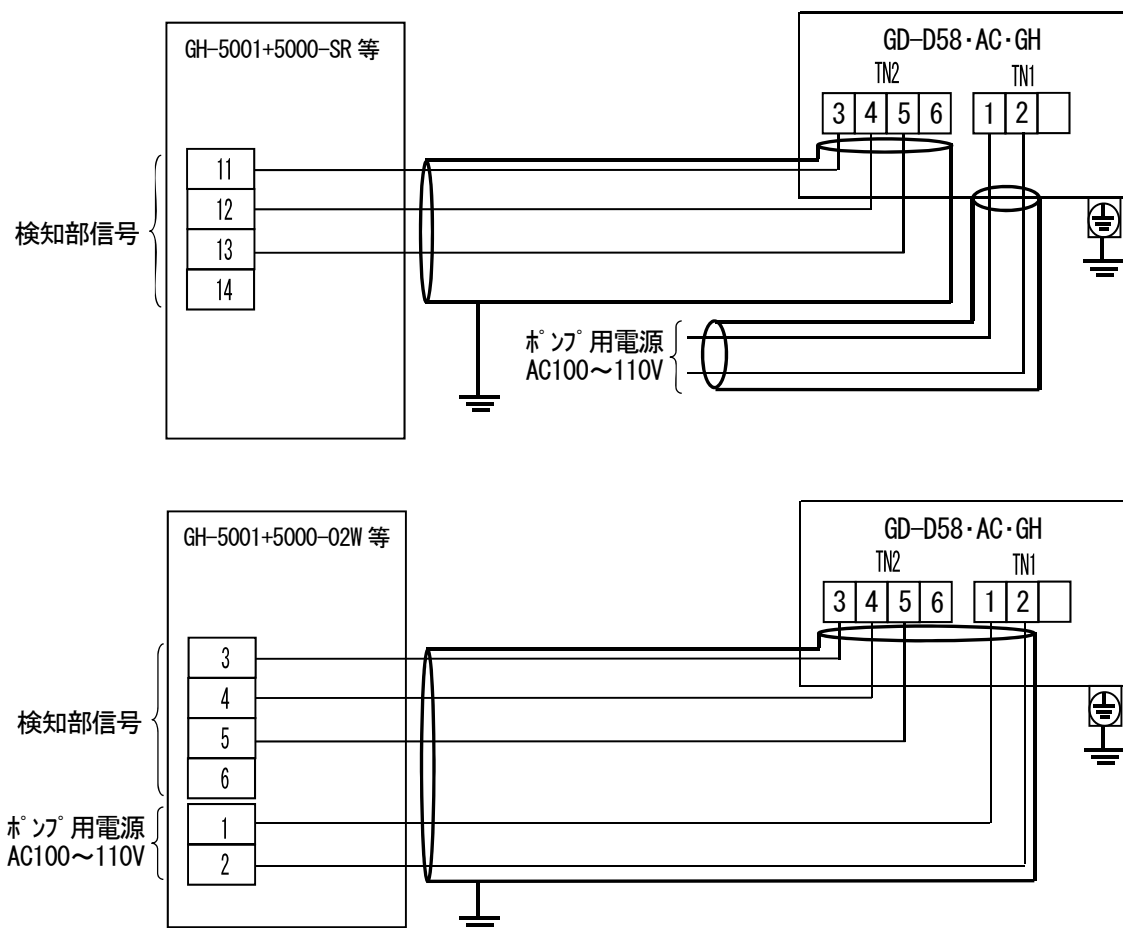 GH-5001+5000-SR 等
GD-D58・AC・GH
TN2
TN1
3 4 5 6
1 2
検知部信号
11
12
13
14
ﾎﾟﾝﾌﾟ用電源
AC100～110V
GH-5001+5000-02W 等
GD-D58・AC・GH
TN2
TN1
3 4 5 6
1 2
検知部信号
3
4
5
6
ﾎﾟﾝﾌﾟ用電源
AC100～110V
1
2